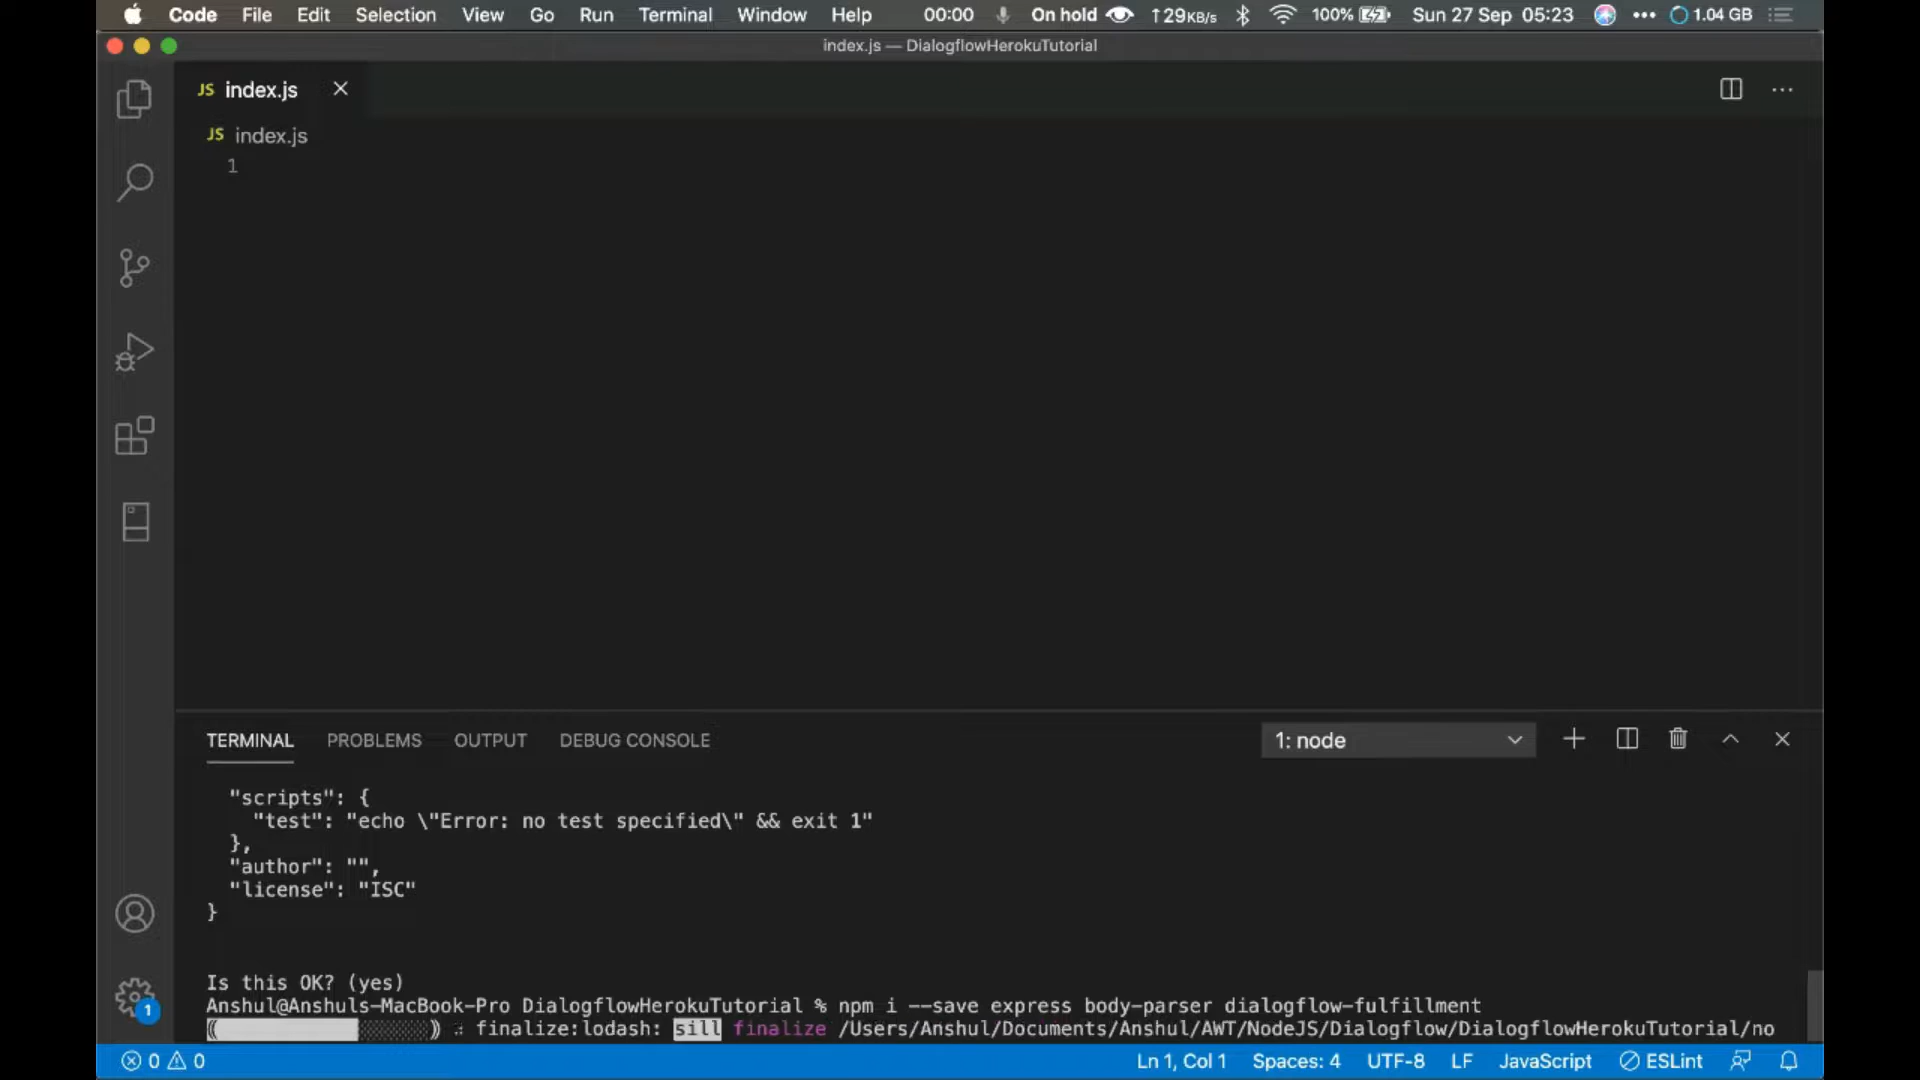 Code File Edit Selection View Go Run Terminal Window Help 00:00 On hold ↑29KB/s 100% Sun 27 Sep 05:23 ••• 1.04 GB
index.js — DialogflowHerokuTutorial
JS index.js
JS index.js
1
TERMINAL PROBLEMS OUTPUT DEBUG CONSOLE 1: node
"scripts": {
"test": "echo \"Error: no test specified\" && exit 1"
},
"author": "",
"license": "ISC"
}
Is this OK? (yes)
Anshul@Anshuls-MacBook-Pro DialogflowHerokuTutorial % npm i --save express body-parser dialogflow-fulfillment
finalize:lodash: sill finalize /Users/Anshul/Documents/Anshul/AWT/NodeJS/Dialogflow/DialogflowHerokuTutorial/no
1
0 0 Ln 1, Col 1 Spaces: 4 UTF-8 LF JavaScript ESLint